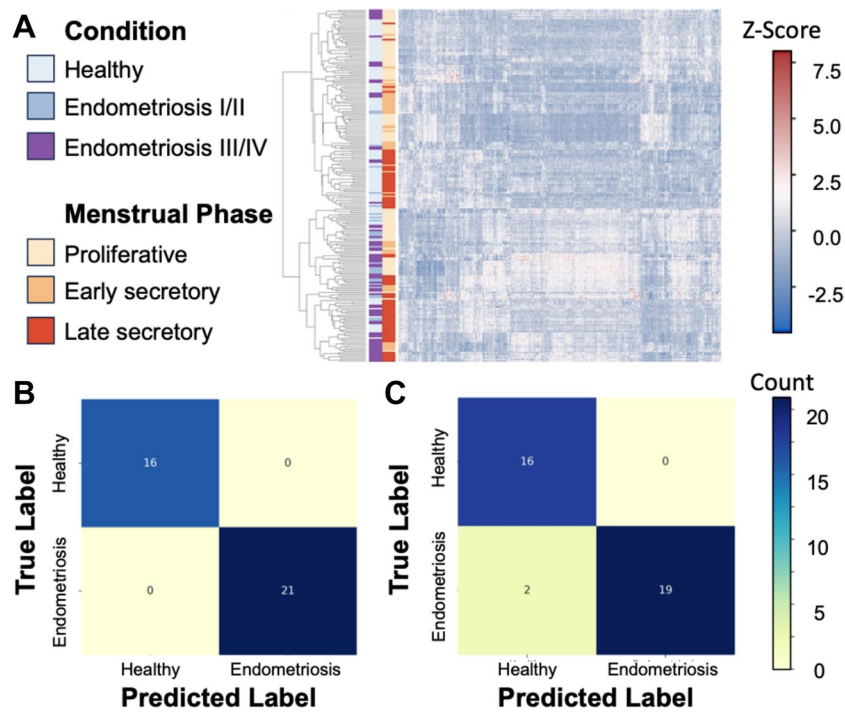 A
Condition
Healthy
Endometriosis I/II
Endometriosis III/IV
Menstrual Phase
Proliferative
Early secretory
Late secretory
Z-Score
7.5
5.0
2.5
0.0
-2.5
B
True Label
Healthy
Endometriosis
16
0
0
21
Healthy
Endometriosis
Predicted Label
C
True Label
Healthy
Endometriosis
16
0
2
19
Healthy
Endometriosis
Predicted Label
Count
20
15
10
5
0